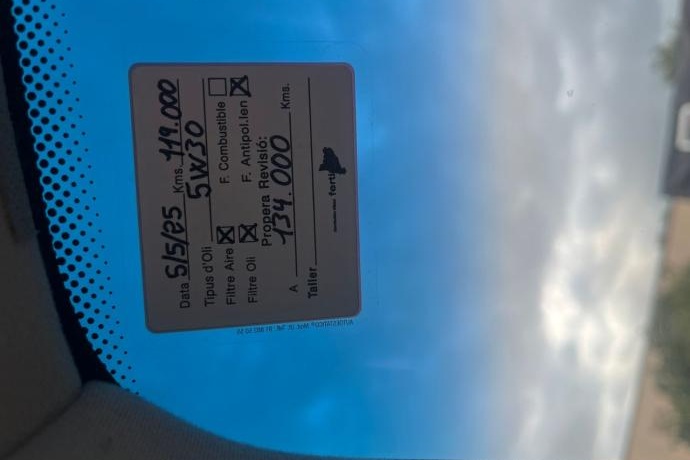 Data 5/5/25 Kms. 119.000
Tipus d'Oli 5W30
Filtre Aire F. Combustible
Filtre Oli F. Antipol.len
Propera Revisió:
A 134.000 Kms.
Taller